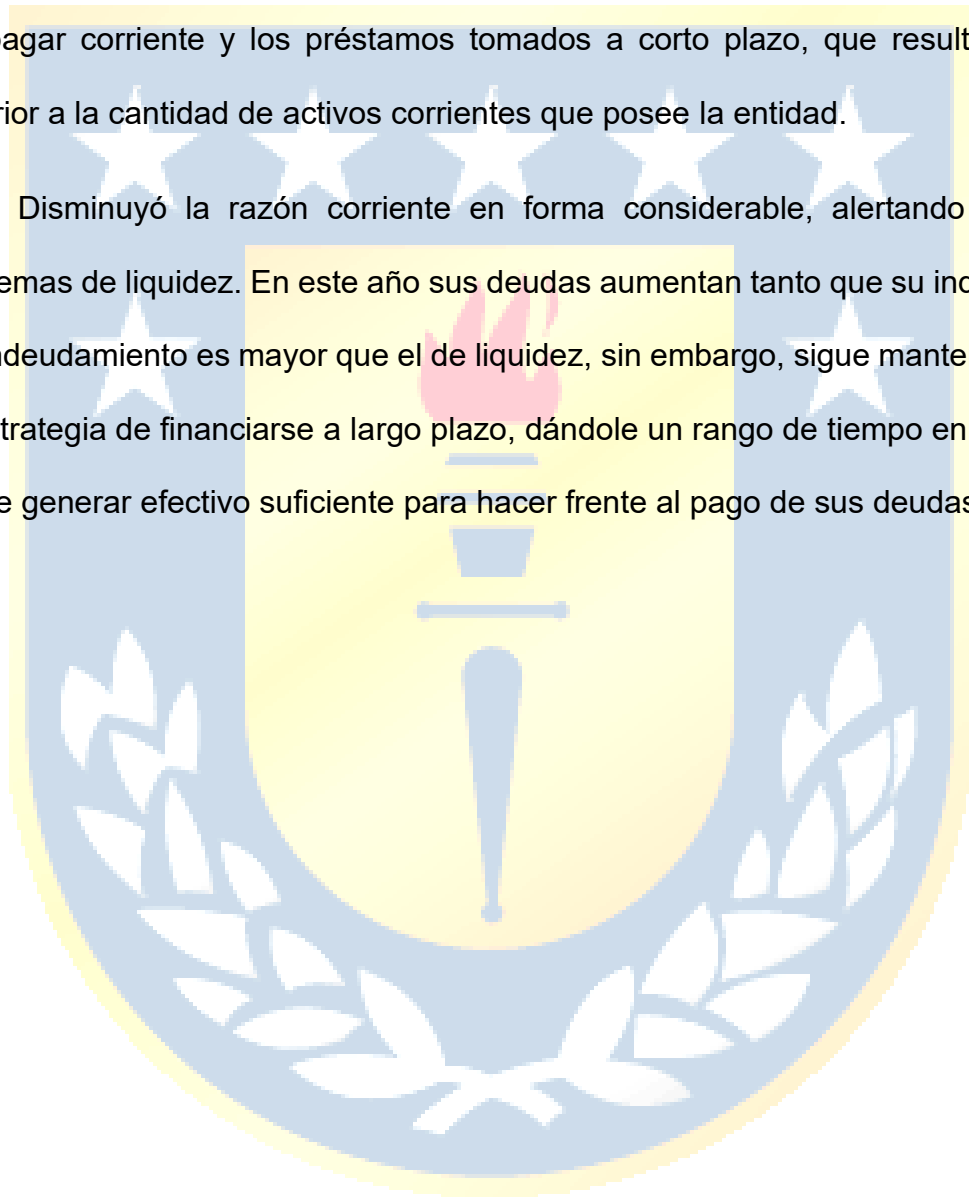 pagar corriente y los préstamos tomados a corto plazo, que result
rior a la cantidad de activos corrientes que posee la entidad.
Disminuyó la razón corriente en forma considerable, alertando
emas de liquidez. En este año sus deudas aumentan tanto que su ind
ndeudamiento es mayor que el de liquidez, sin embargo, sigue mante
trategia de financiarse a largo plazo, dándole un rango de tiempo en
e generar efectivo suficiente para hacer frente al pago de sus deudas